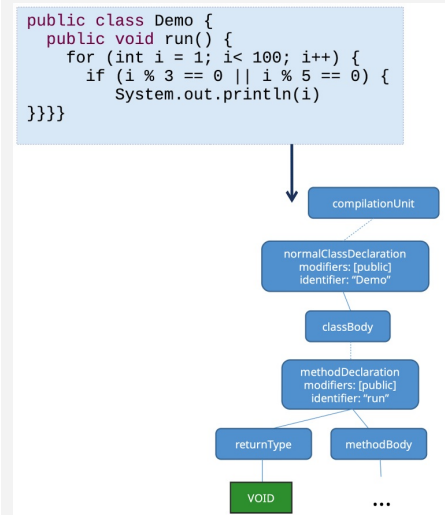 public class Demo {
public void run() {
for (int i = 1; i< 100; i++) {
if (i % 3 == 0 || i % 5 == 0) {
System.out.println(i)
}}}}
compilationUnit
normalClassDeclaration
modifiers: [public]
identifier: “Demo”
classBody
methodDeclaration
modifiers: [public]
identifier: “run”
returnType methodBody
VOID ...